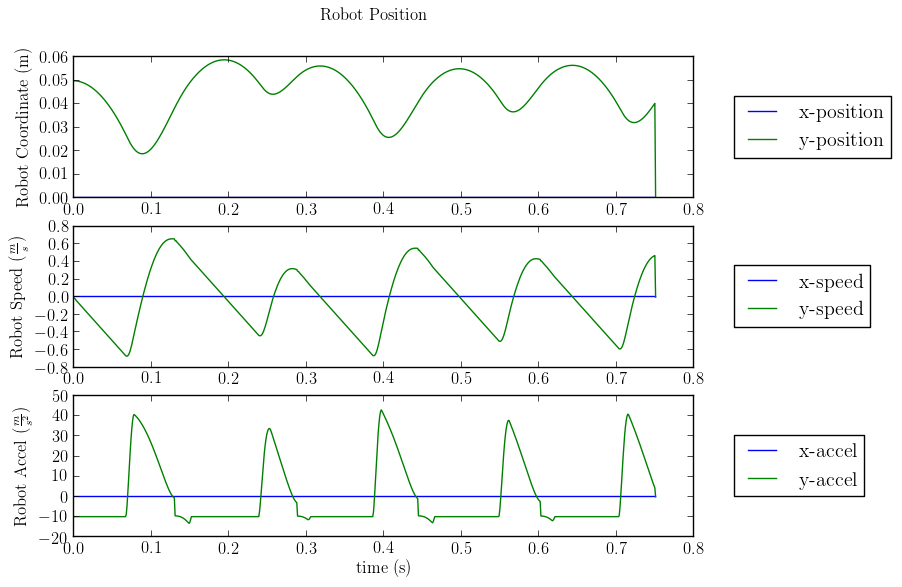 Robot Position
Robot Coordinate (m)
0.06
0.05
0.04
0.03
0.02
0.01
0.00
0.0 0.1 0.2 0.3 0.4 0.5 0.6 0.7 0.8
x-position
y-position
Robot Speed (m/s)
0.8
0.6
0.4
0.2
0.0
−0.2
−0.4
−0.6
−0.8
0.0 0.1 0.2 0.3 0.4 0.5 0.6 0.7 0.8
x-speed
y-speed
Robot Accel (m/s²)
50
40
30
20
10
0
−10
−20
0.0 0.1 0.2 0.3 0.4 0.5 0.6 0.7 0.8
time (s)
x-accel
y-accel